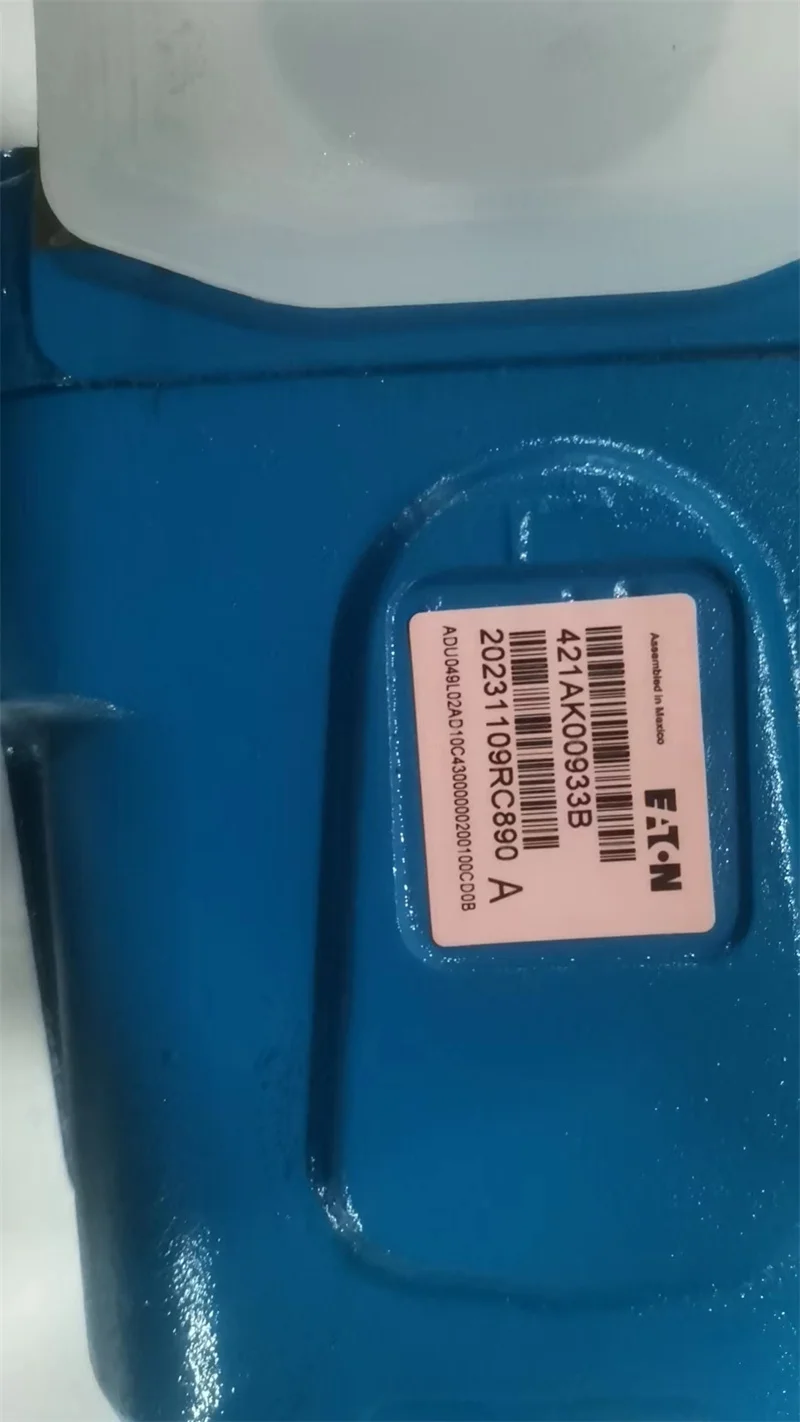 Assembled in Mexico
EATON
421AK00933B
20231109RC890 A
ADU049L02AD10C4300000200100CD0B